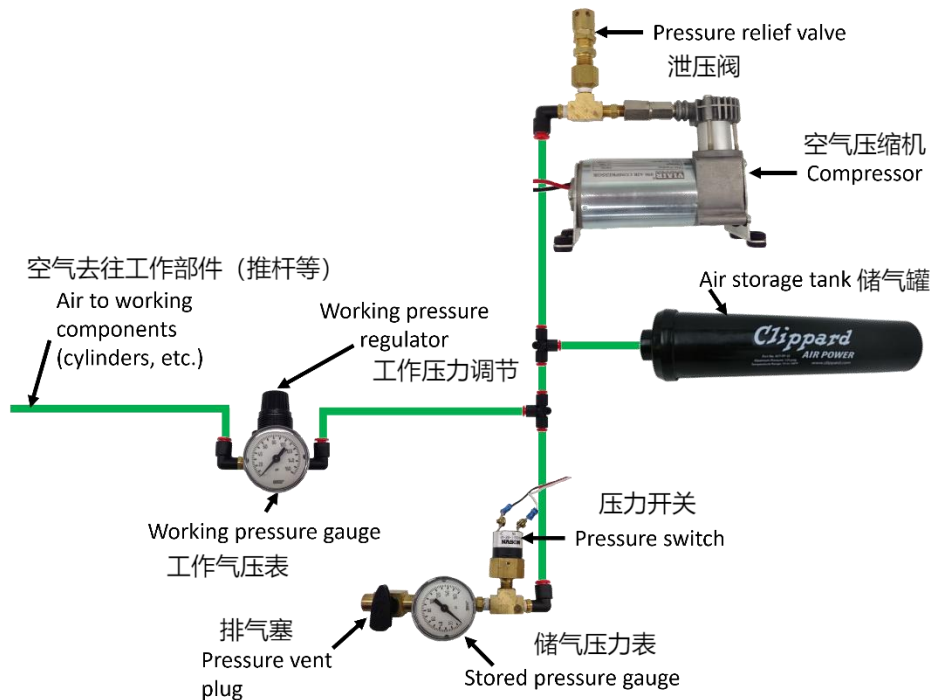 Pressure relief valve
泄压阀
空气压缩机
Compressor
VIAIR
空气去往工作部件（推杆等）
Air to working
components
(cylinders, etc.)
Working pressure
regulator
工作压力调节
Air storage tank 储气罐
Clippard
AIR POWER
Working pressure gauge
工作气压表
压力开关
Pressure switch
NASON
排气塞
Pressure vent
plug
储气压力表
Stored pressure gauge